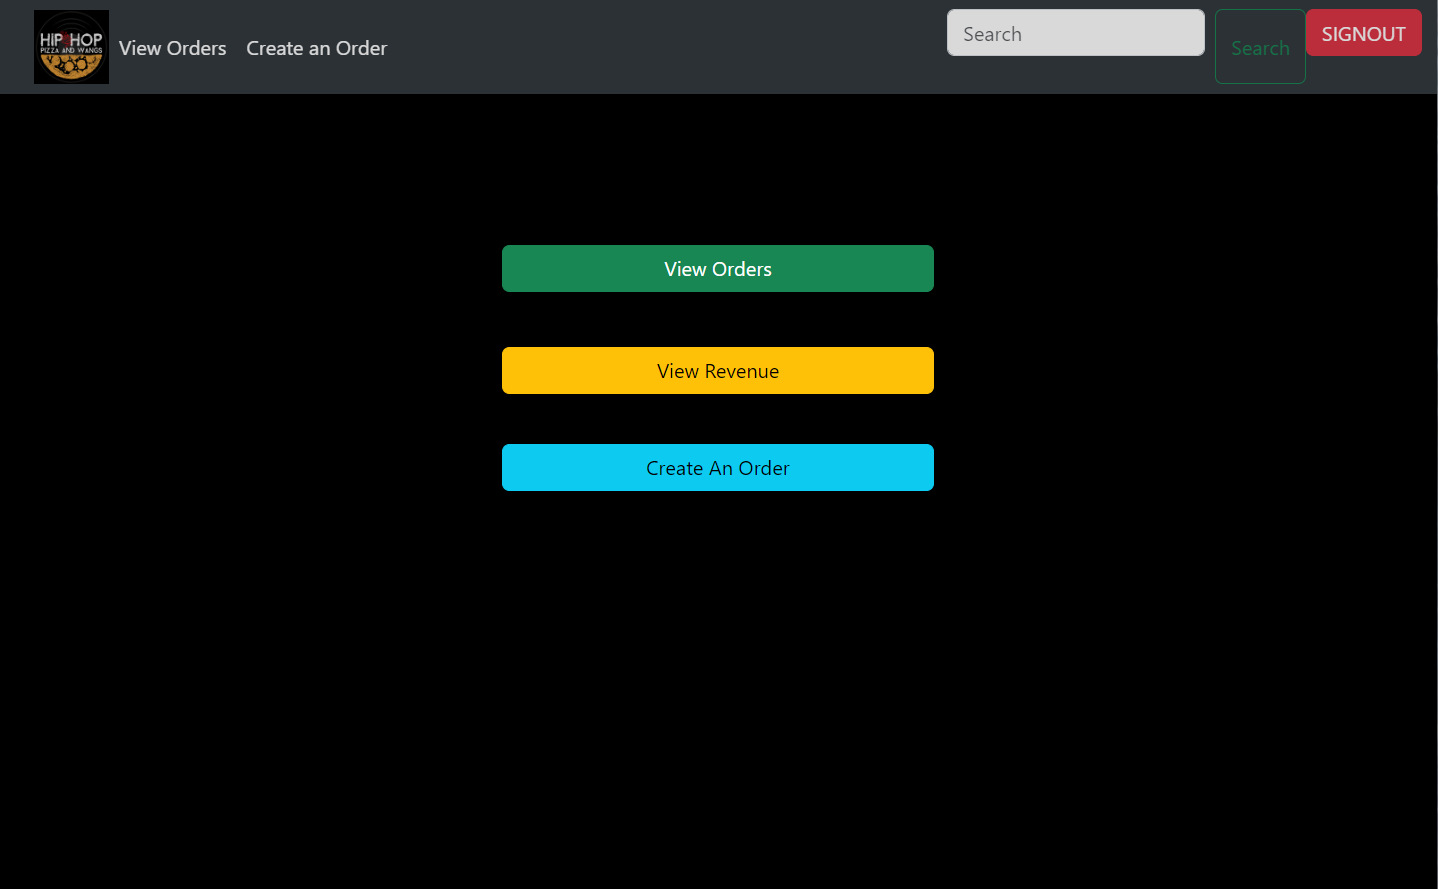 HIP HOP
PIZZA AND WANGS
View Orders
Create an Order
Search
Search
SIGNOUT
View Orders
View Revenue
Create An Order